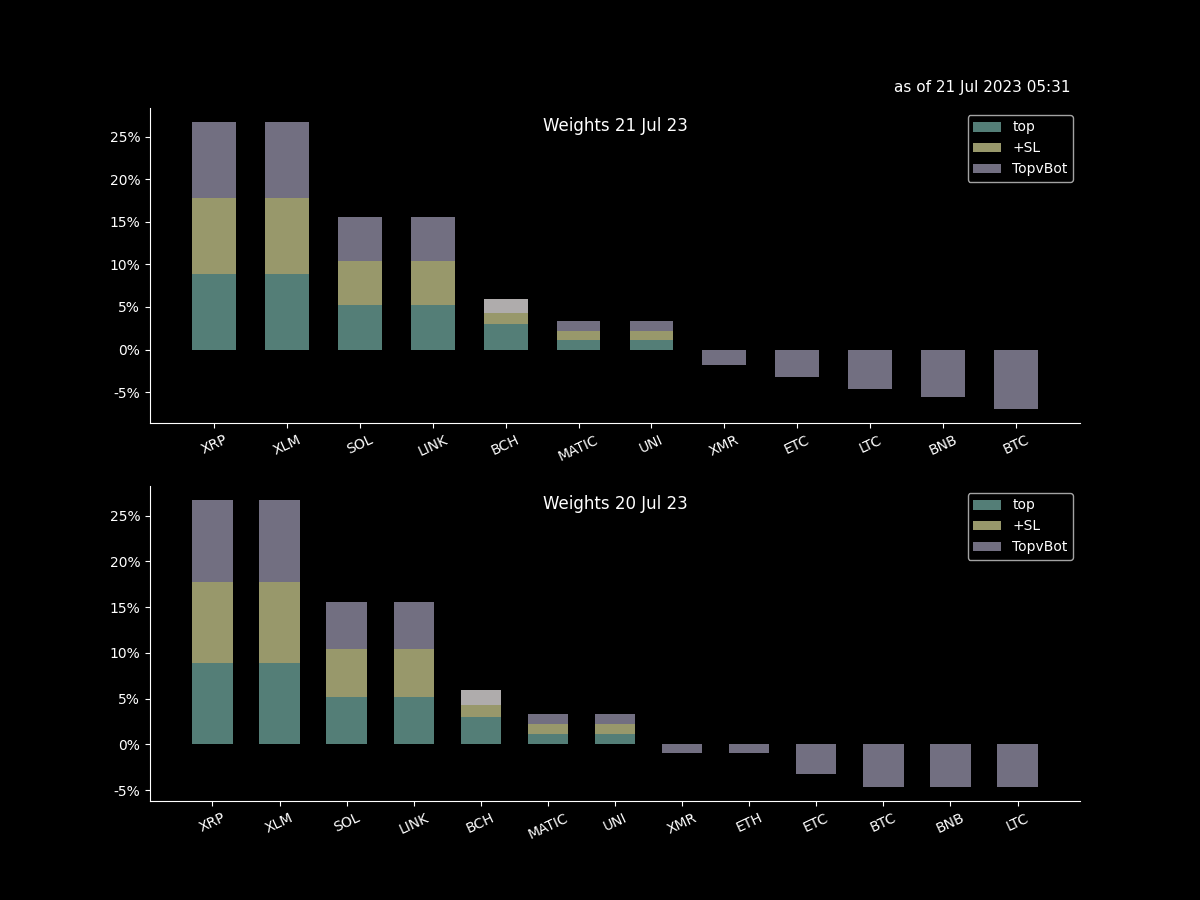 as of 21 Jul 2023 05:31
Weights 21 Jul 23
top
+SL
TopvBot
25%
20%
15%
10%
5%
0%
-5%
XRP XLM SOL LINK BCH MATIC UNI XMR ETC LTC BNB BTC
Weights 20 Jul 23
top
+SL
TopvBot
25%
20%
15%
10%
5%
0%
-5%
XRP XLM SOL LINK BCH MATIC UNI XMR ETH ETC BTC BNB LTC